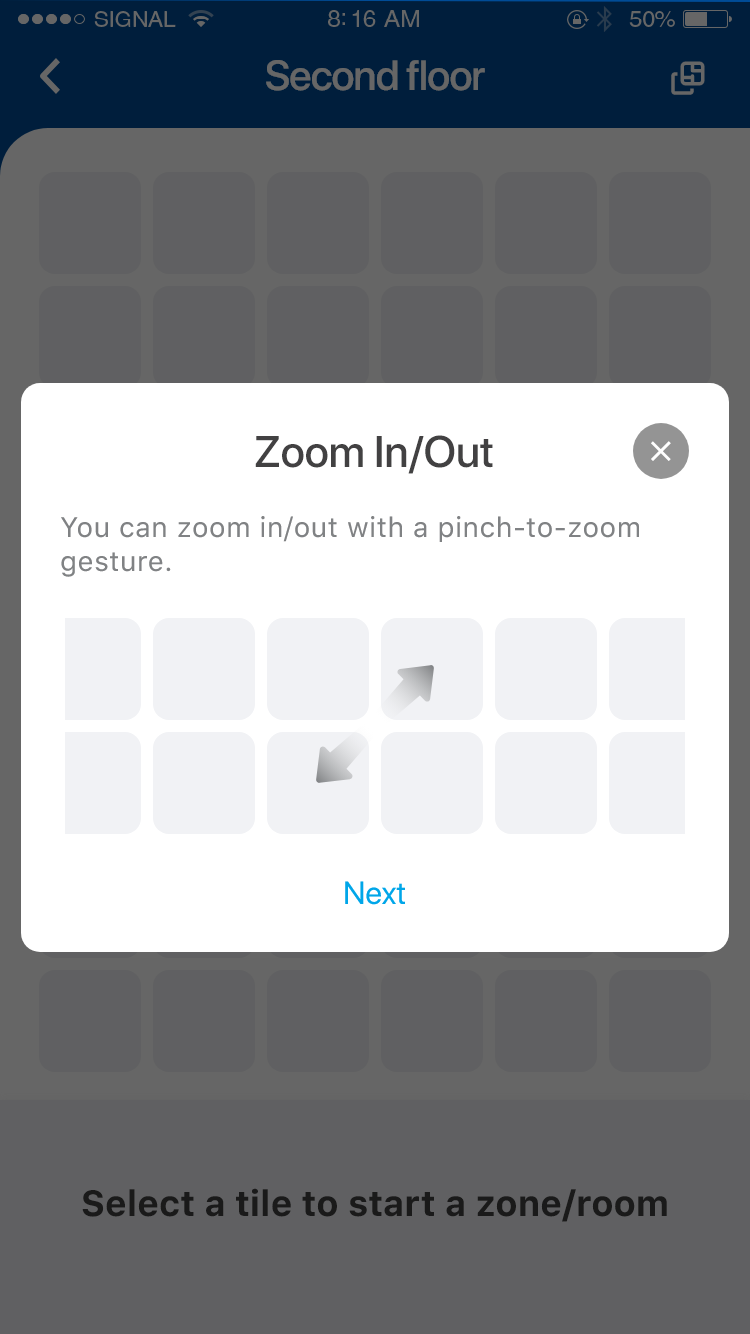 SIGNAL 8:16 AM 50%
Second floor
Zoom In/Out
You can zoom in/out with a pinch-to-zoom
gesture.
Next
Select a tile to start a zone/room